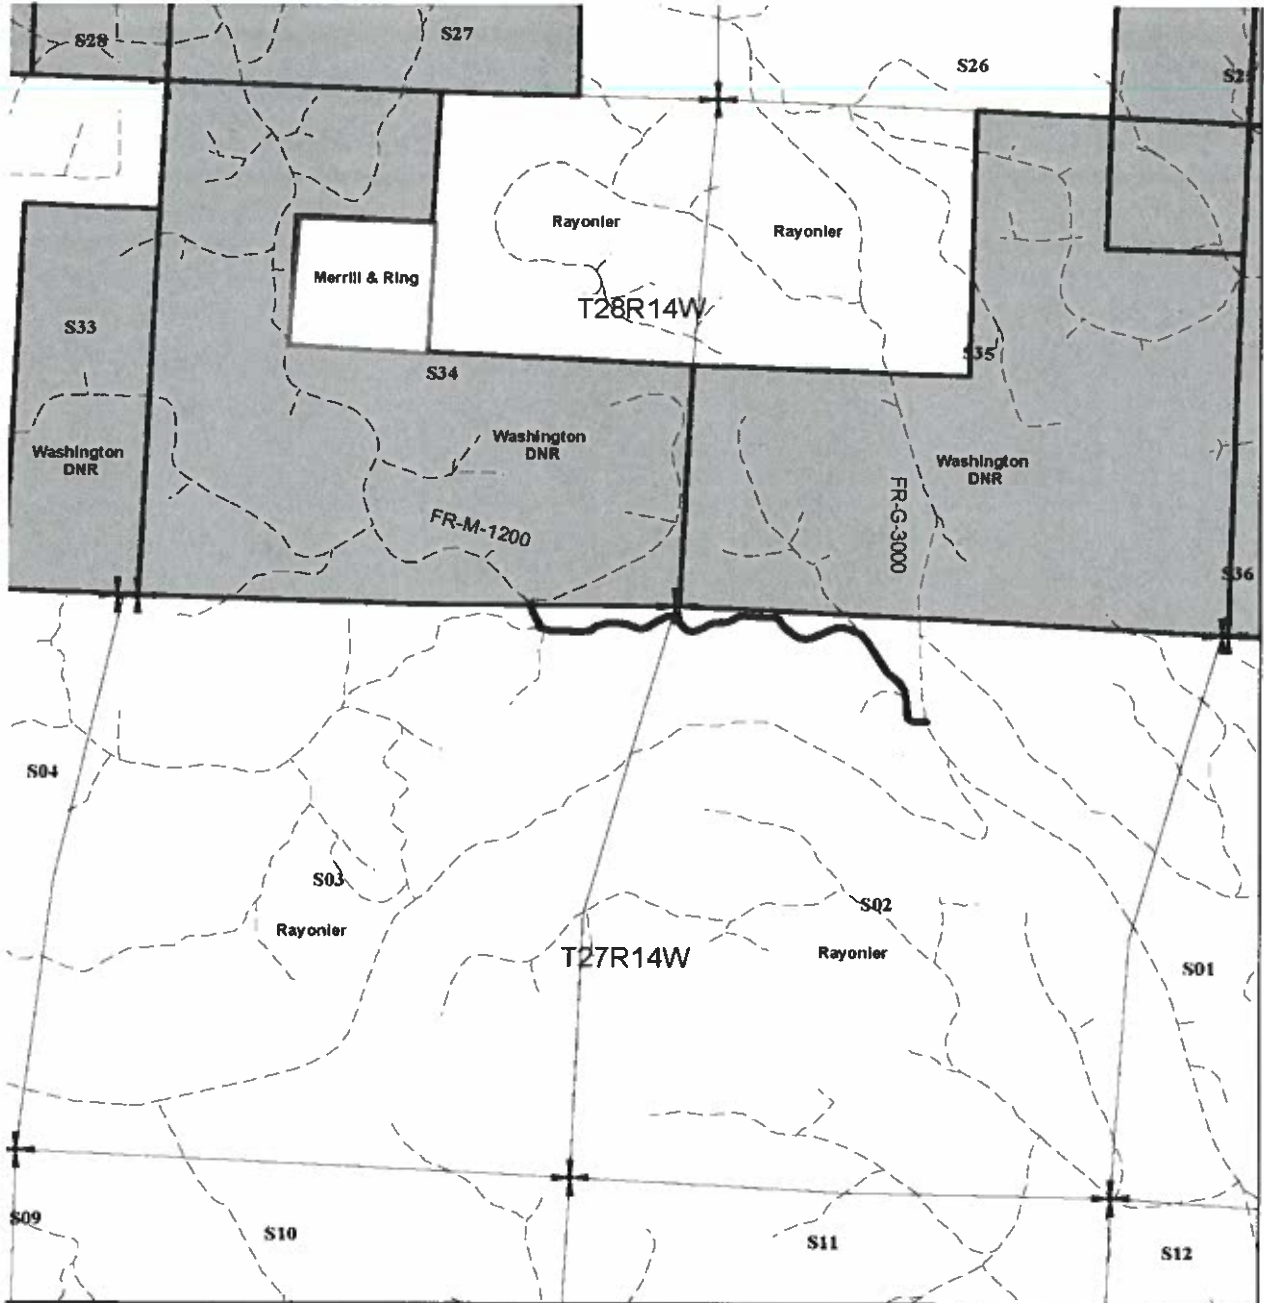 S28
S27
S26
S25
Rayonier
Rayonier
Merrill & Ring
T28R14W
S33
S34
S35
Washington
DNR
Washington
DNR
Washington
DNR
FR-M-1200
FR-G-3000
S36
S04
S03
Rayonier
S02
Rayonier
T27R14W
S01
S09
S10
S11
S12